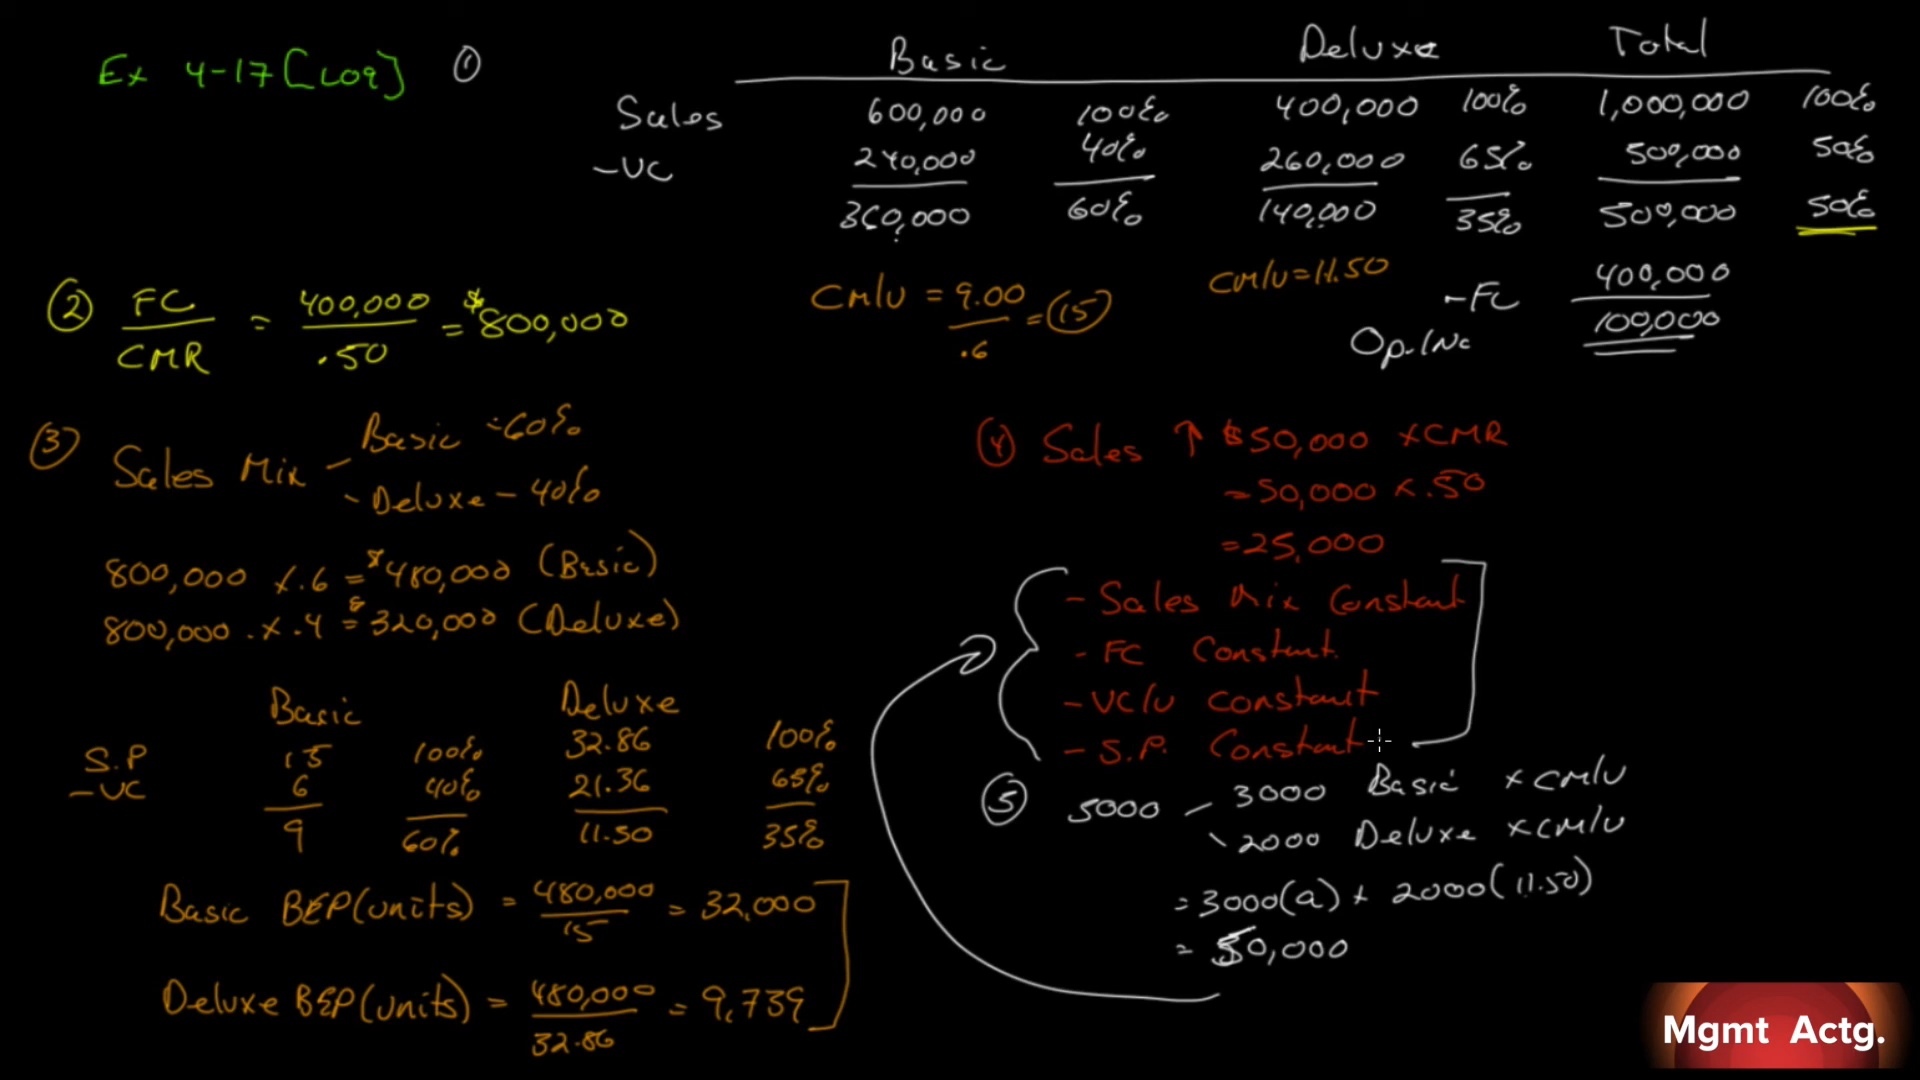 Ex 4-17 [LO9] ①
Basic Deluxe Total
Sales 600,000 100% 400,000 100% 1,000,000 100%
-VC 240,000 40% 260,000 65% 500,000 50%
360,000 60% 140,000 35% 500,000 50%
CM/U = 9.00/.6 = (15) CM/U = 11.50
-FC 400,000
Op. Inc 100,000
② FC/CMR = 400,000/.50 = $800,000
③ Sales Mix - Basic - 60%
- Deluxe - 40%
800,000 x .6 = $480,000 (Basic)
800,000 . x .4 = $320,000 (Deluxe)
Basic Deluxe
S.P 15 100% 32.86 100%
-VC 6 40% 21.36 65%
9 60% 11.50 35%
Basic BEP(units) = 480,000/15 = 32,000
Deluxe BEP(units) = 480,000/32.86 = 9,739
④ Sales ↑ $50,000 x CMR
= 50,000 x .50
= 25,000
- Sales Mix Constant
- FC Constant.
- VC/U Constant
- S.P. Constant
⑤ 5000 - 3000 Basic x CM/U
\ 2000 Deluxe x CM/U
= 3000(9) + 2000(11.50)
= $50,000
Mgmt Actg.